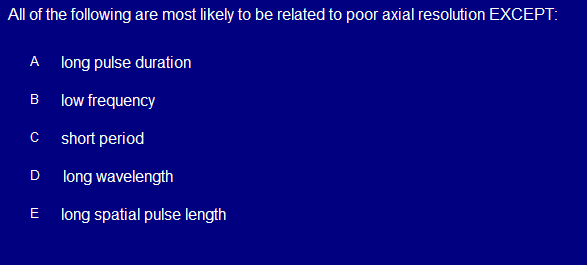 All of the following are most likely to be related to poor axial resolution EXCEPT:
A long pulse duration
B low frequency
C short period
D long wavelength
E long spatial pulse length